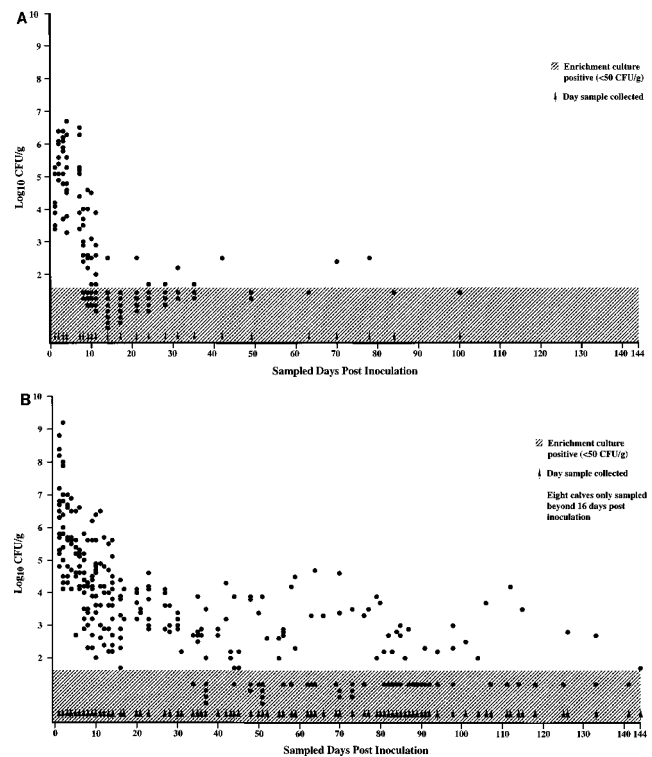 A
10
9
8
7
6
5
4
3
2
Log10 CFU/g
Enrichment culture
positive (<50 CFU/g)
Day sample collected
0 10 20 30 40 50 60 70 80 90 100 110 120 130 140 144
Sampled Days Post Inoculation
B
10
9
8
7
6
5
4
3
2
Log10 CFU/g
Enrichment culture
positive (<50 CFU/g)
Day sample collected
Eight calves only sampled
beyond 16 days post
inoculation
0 10 20 30 40 50 60 70 80 90 100 110 120 130 140 144
Sampled Days Post Inoculation